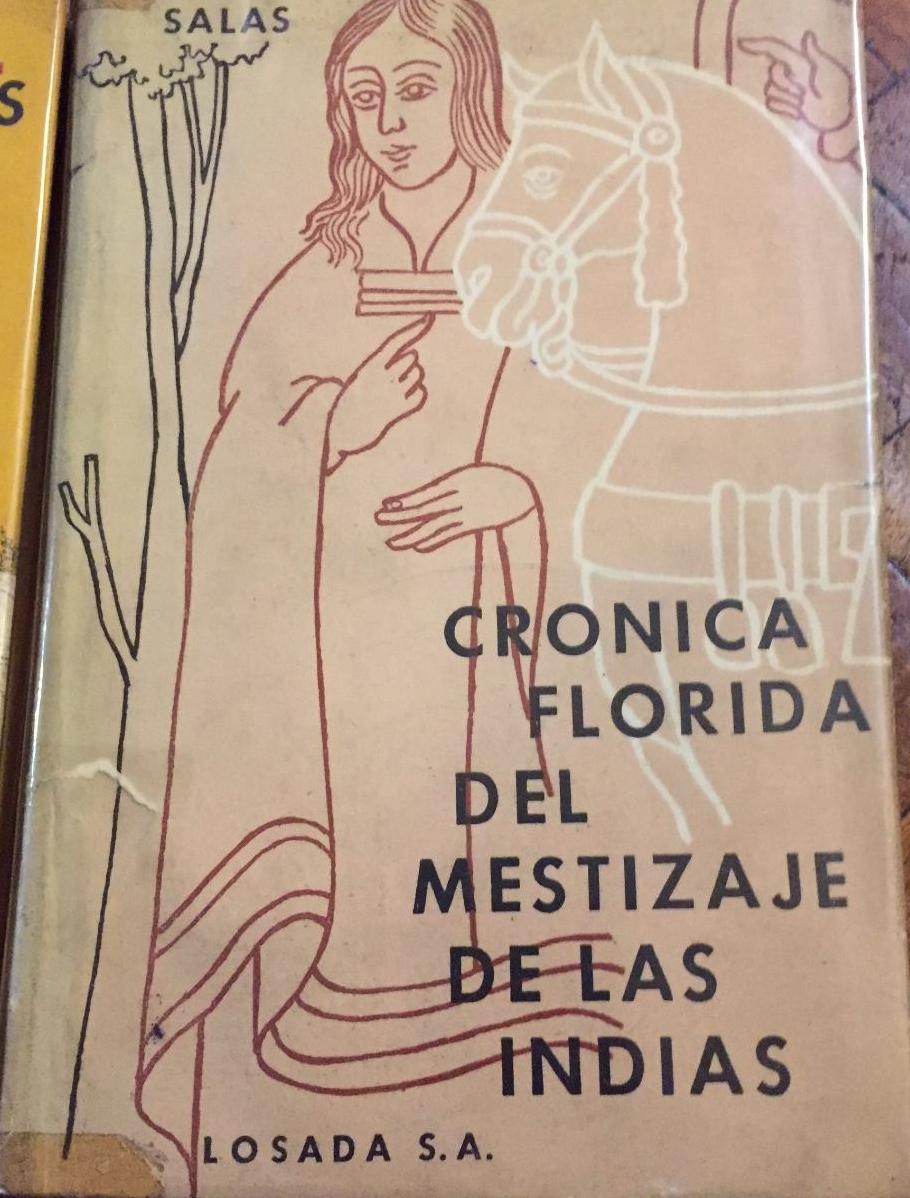 SALAS
CRONICA
FLORIDA
DEL
MESTIZAJE
DE LAS
INDIAS
LOSADA S.A.
S